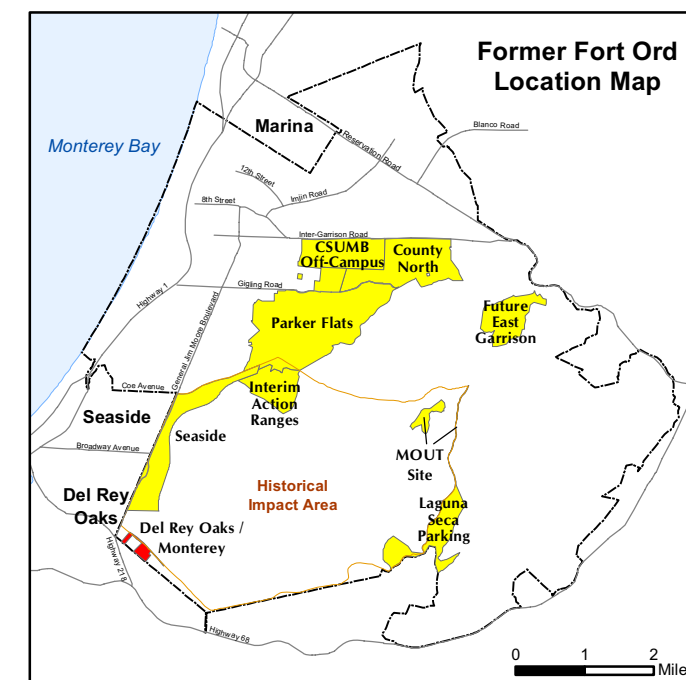 Former Fort Ord
Location Map
Marina
Monterey Bay
Blanco Road
Reservation Road
12th Street
Imjin Road
8th Street
Inter-Garrison Road
CSUMB
Off-Campus
County
North
Gigling Road
Highway 1
General Jim Moore Boulevard
Parker Flats
Future
East
Garrison
Coe Avenue
Interim
Action
Ranges
Seaside
Seaside
Broadway Avenue
MOUT
Site
Historical
Impact Area
Del Rey
Oaks
Del Rey Oaks /
Monterey
Laguna
Seca
Parking
Highway 218
Highway 68
0 1 2
Mile